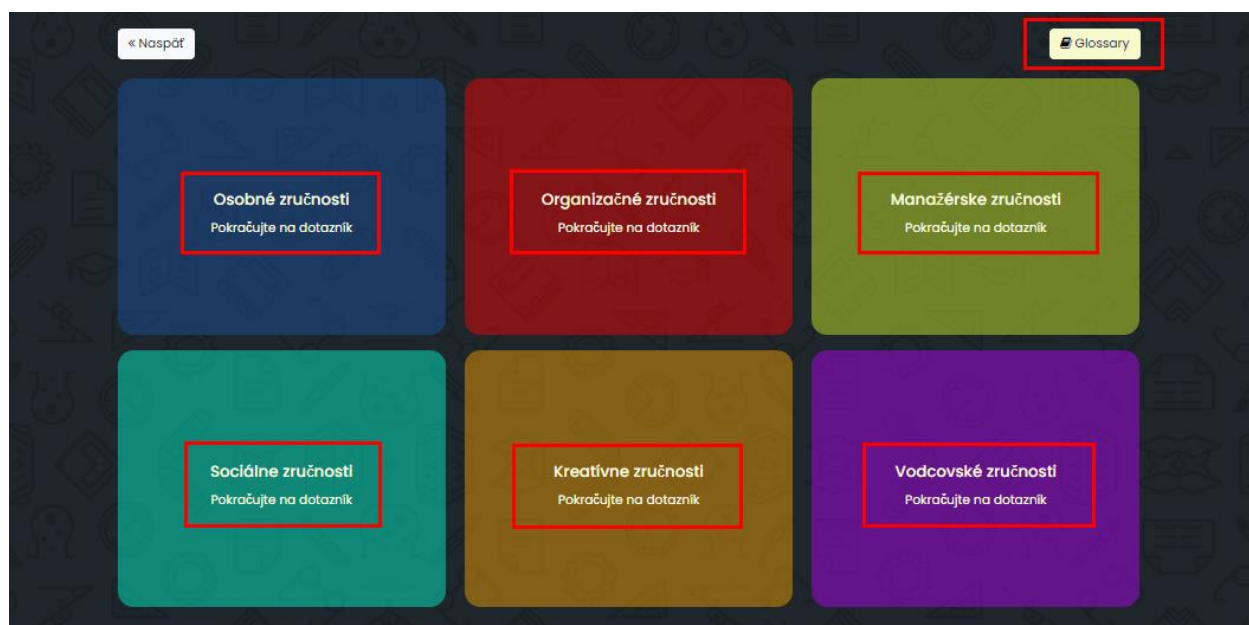 « Naspäť
Glossary
Osobné zručnosti
Pokračujte na dotazník
Organizačné zručnosti
Pokračujte na dotazník
Manažérske zručnosti
Pokračujte na dotazník
Sociálne zručnosti
Pokračujte na dotazník
Kreatívne zručnosti
Pokračujte na dotazník
Vodcovské zručnosti
Pokračujte na dotazník